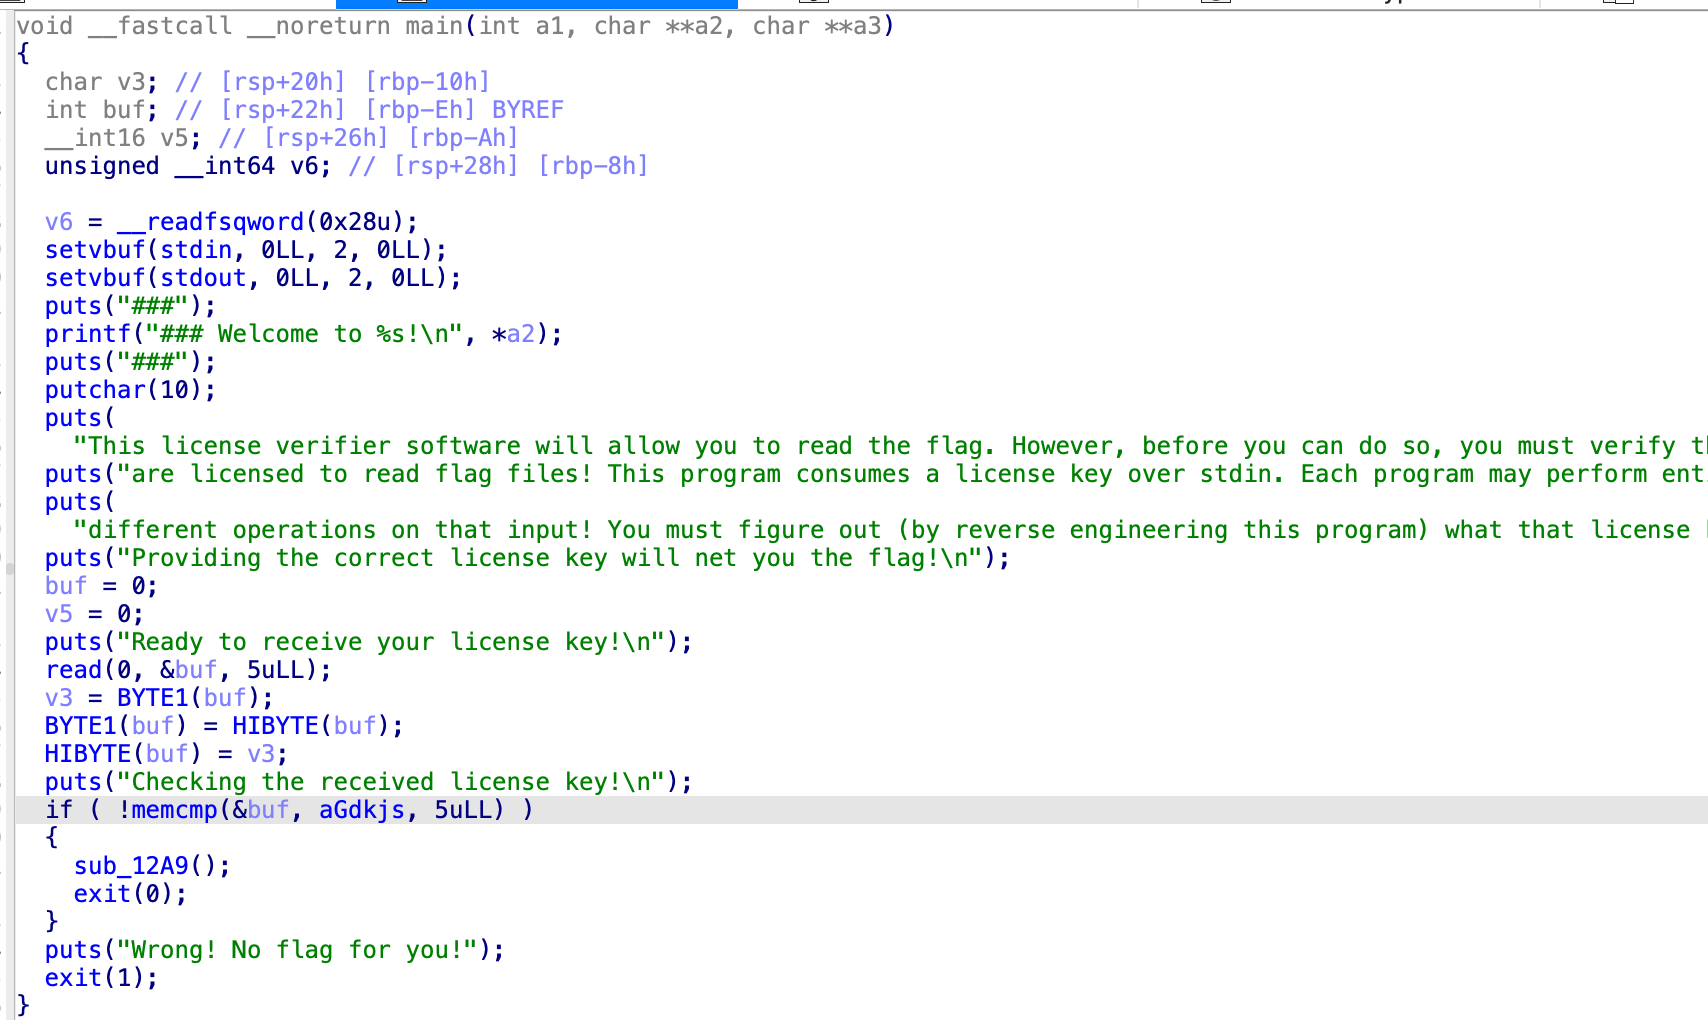 void __fastcall __noreturn main(int a1, char **a2, char **a3)
{
  char v3; // [rsp+20h] [rbp-10h]
  int buf; // [rsp+22h] [rbp-Eh] BYREF
  __int16 v5; // [rsp+26h] [rbp-Ah]
  unsigned __int64 v6; // [rsp+28h] [rbp-8h]

  v6 = __readfsqword(0x28u);
  setvbuf(stdin, 0LL, 2, 0LL);
  setvbuf(stdout, 0LL, 2, 0LL);
  puts("###");
  printf("### Welcome to %s!\n", *a2);
  puts("###");
  putchar(10);
  puts(
    "This license verifier software will allow you to read the flag. However, before you can do so, you must verify
  puts("are licensed to read flag files! This program consumes a license key over stdin. Each program may perform
  puts(
    "different operations on that input! You must figure out (by reverse engineering this program) what that license
  puts("Providing the correct license key will net you the flag!\n");
  buf = 0;
  v5 = 0;
  puts("Ready to receive your license key!\n");
  read(0, &buf, 5uLL);
  v3 = BYTE1(buf);
  BYTE1(buf) = HIBYTE(buf);
  HIBYTE(buf) = v3;
  puts("Checking the received license key!\n");
  if ( !memcmp(&buf, aGdkjs, 5uLL) )
  {
    sub_12A9();
    exit(0);
  }
  puts("Wrong! No flag for you!");
  exit(1);
}